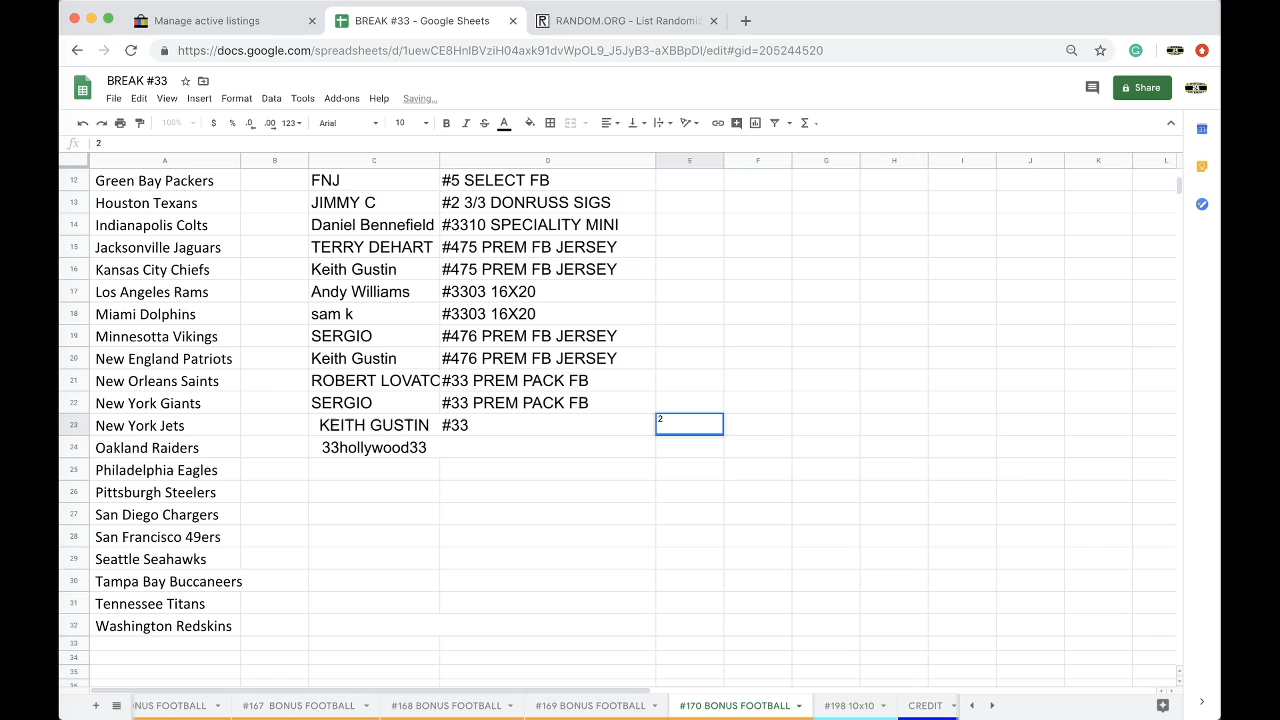 Manage active listings × BREAK #33 - Google Sheets × R RANDOM.ORG - List Randomi × +
https://docs.google.com/spreadsheets/d/1uewCE8HnIBVziH04axk91dvWpOL9_J5JyB3-aXBBpDI/edit#gid=205244520
BREAK #33
File Edit View Insert Format Data Tools Add-ons Help Saving...
Share
100% $ % .0 .00 123 Arial 10 B I S A
fx 2
A B C D E F G H I J K L
12 Green Bay Packers FNJ #5 SELECT FB
13 Houston Texans JIMMY C #2 3/3 DONRUSS SIGS
14 Indianapolis Colts Daniel Bennefield #3310 SPECIALITY MINI
15 Jacksonville Jaguars TERRY DEHART #475 PREM FB JERSEY
16 Kansas City Chiefs Keith Gustin #475 PREM FB JERSEY
17 Los Angeles Rams Andy Williams #3303 16X20
18 Miami Dolphins sam k #3303 16X20
19 Minnesotta Vikings SERGIO #476 PREM FB JERSEY
20 New England Patriots Keith Gustin #476 PREM FB JERSEY
21 New Orleans Saints ROBERT LOVATO #33 PREM PACK FB
22 New York Giants SERGIO #33 PREM PACK FB
23 New York Jets KEITH GUSTIN #33 2
24 Oakland Raiders 33hollywood33
25 Philadelphia Eagles
26 Pittsburgh Steelers
27 San Diego Chargers
28 San Francisco 49ers
29 Seattle Seahawks
30 Tampa Bay Buccaneers
31 Tennessee Titans
32 Washington Redskins
33
34
35
36
+ NUS FOOTBALL #167 BONUS FOOTBALL #168 BONUS FOOTBALL #169 BONUS FOOTBALL #170 BONUS FOOTBALL #198 10x10 CREDIT